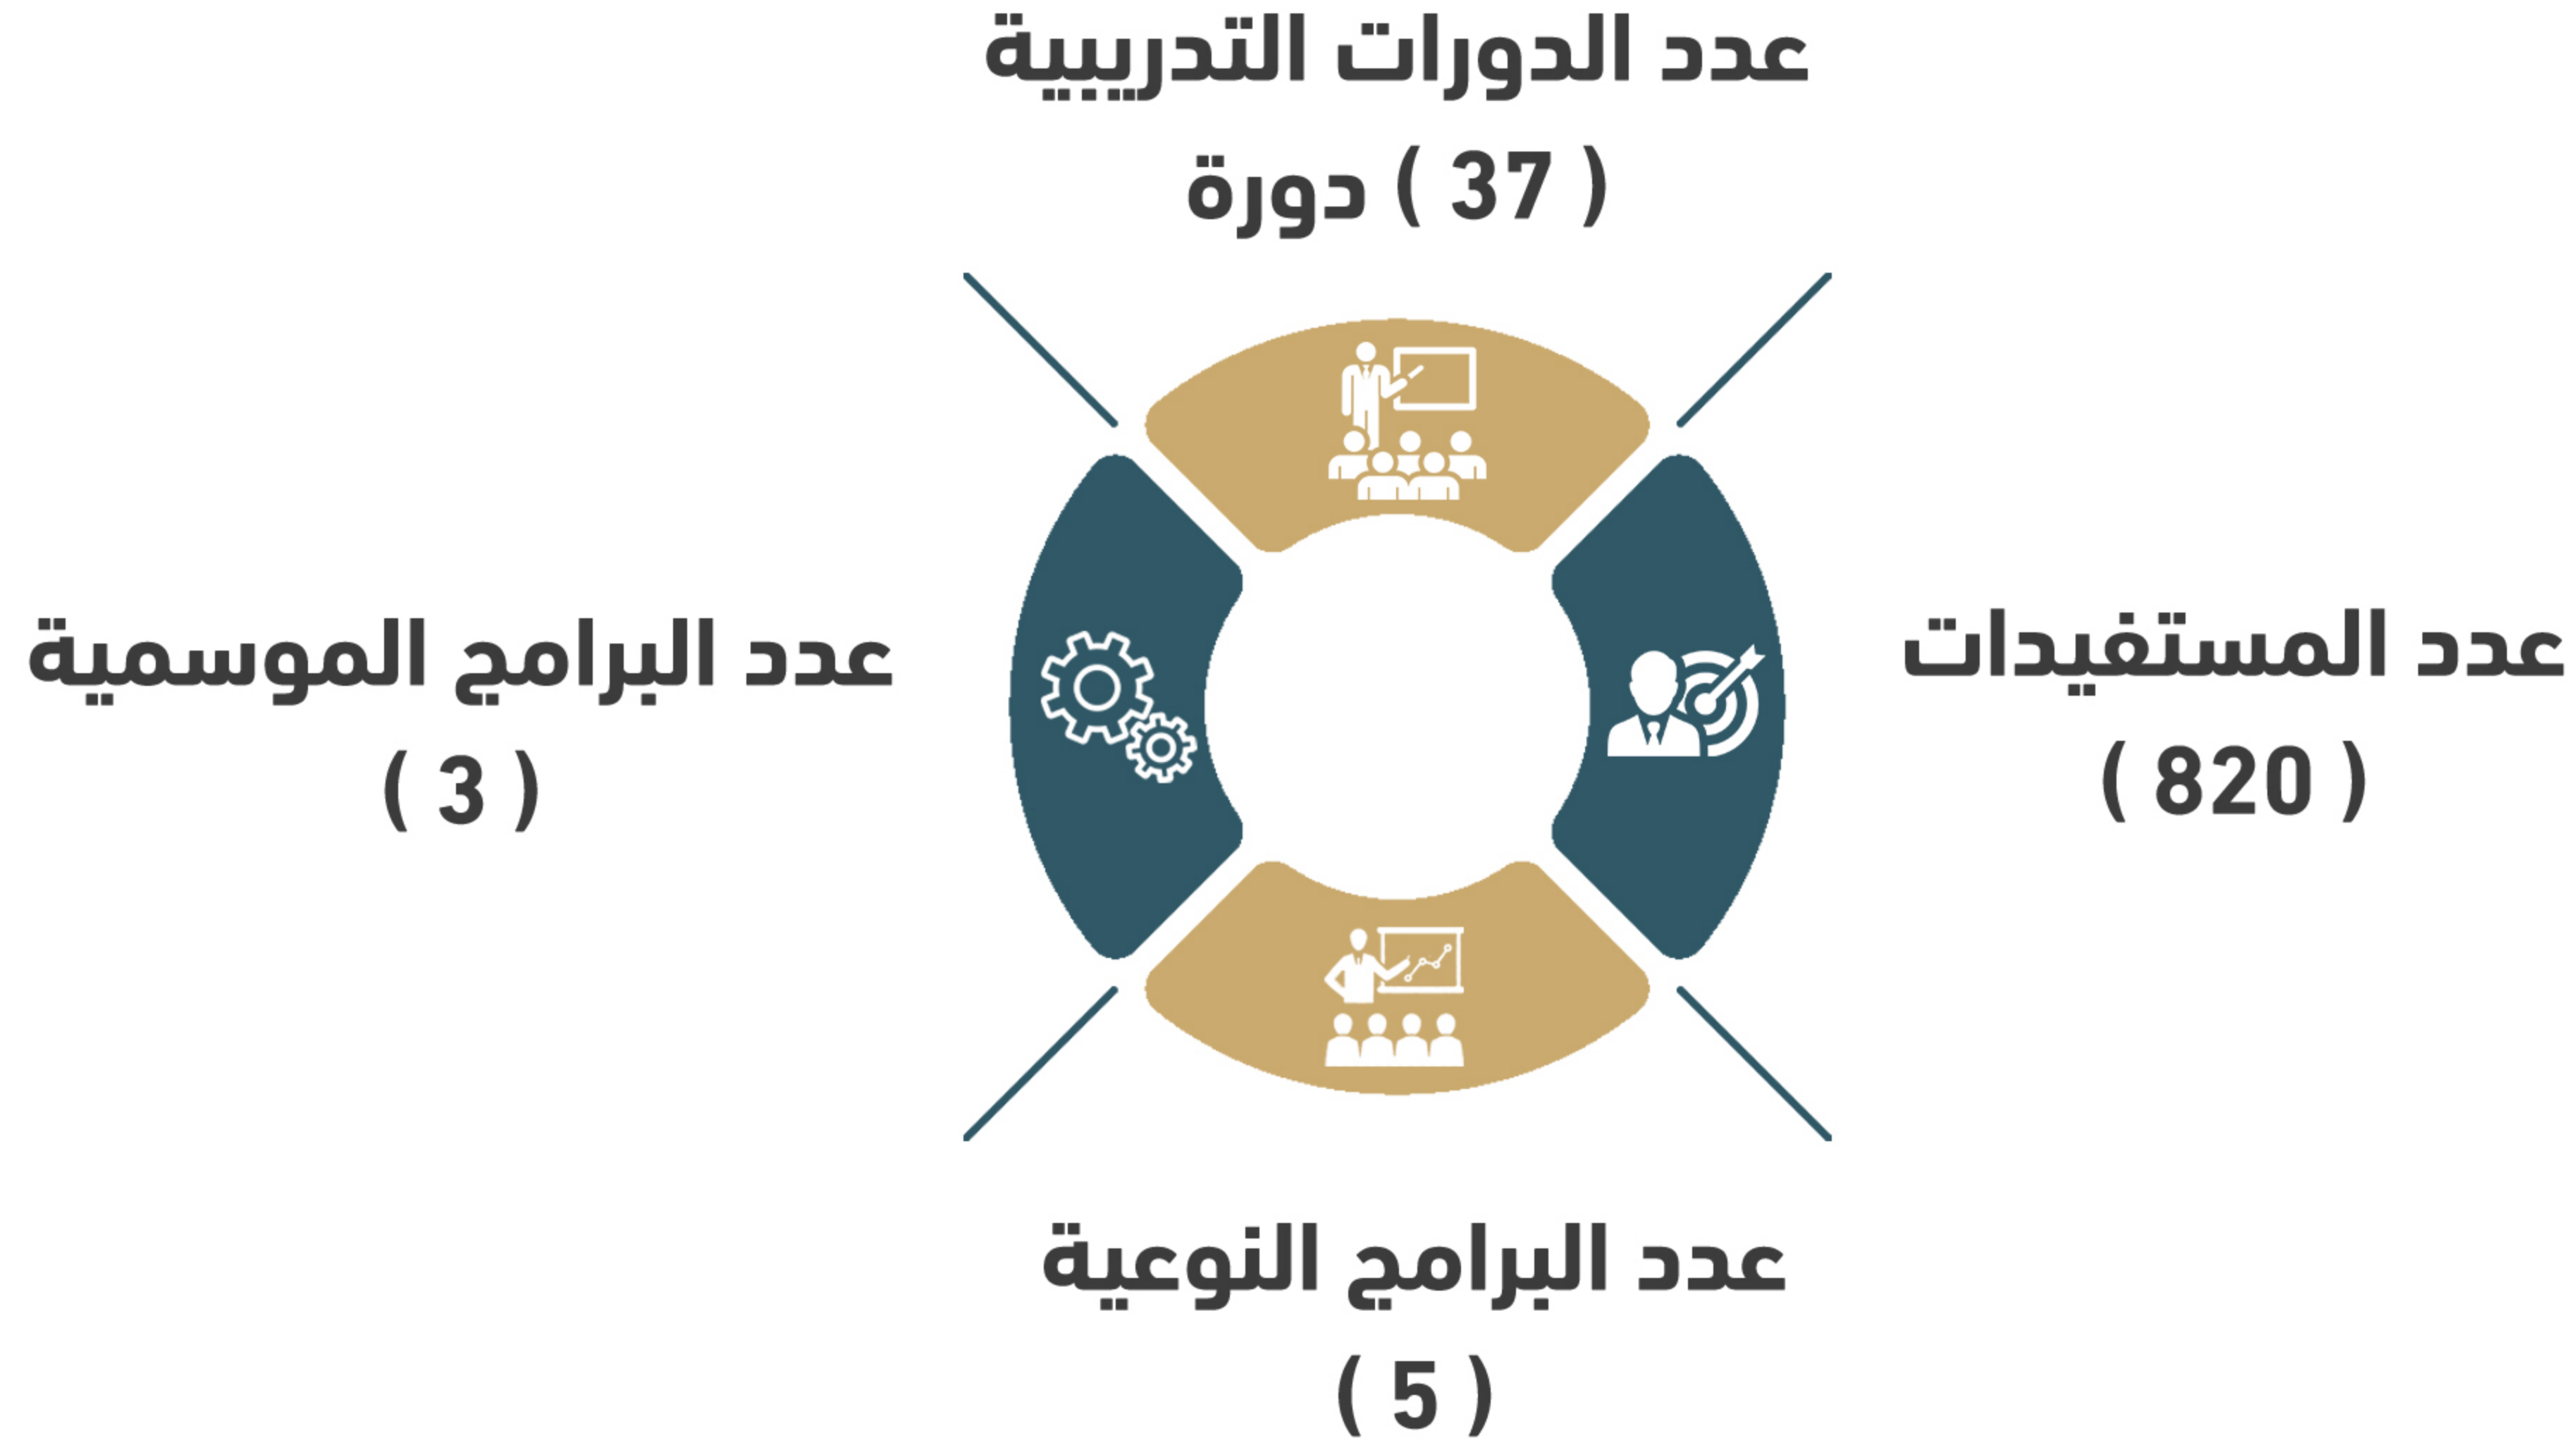 عدد الدورات التدريبية
( 37 ) دورة
عدد المستفيدات
( 820 )
عدد البرامج الموسمية
( 3 )
عدد البرامج النوعية
( 5 )